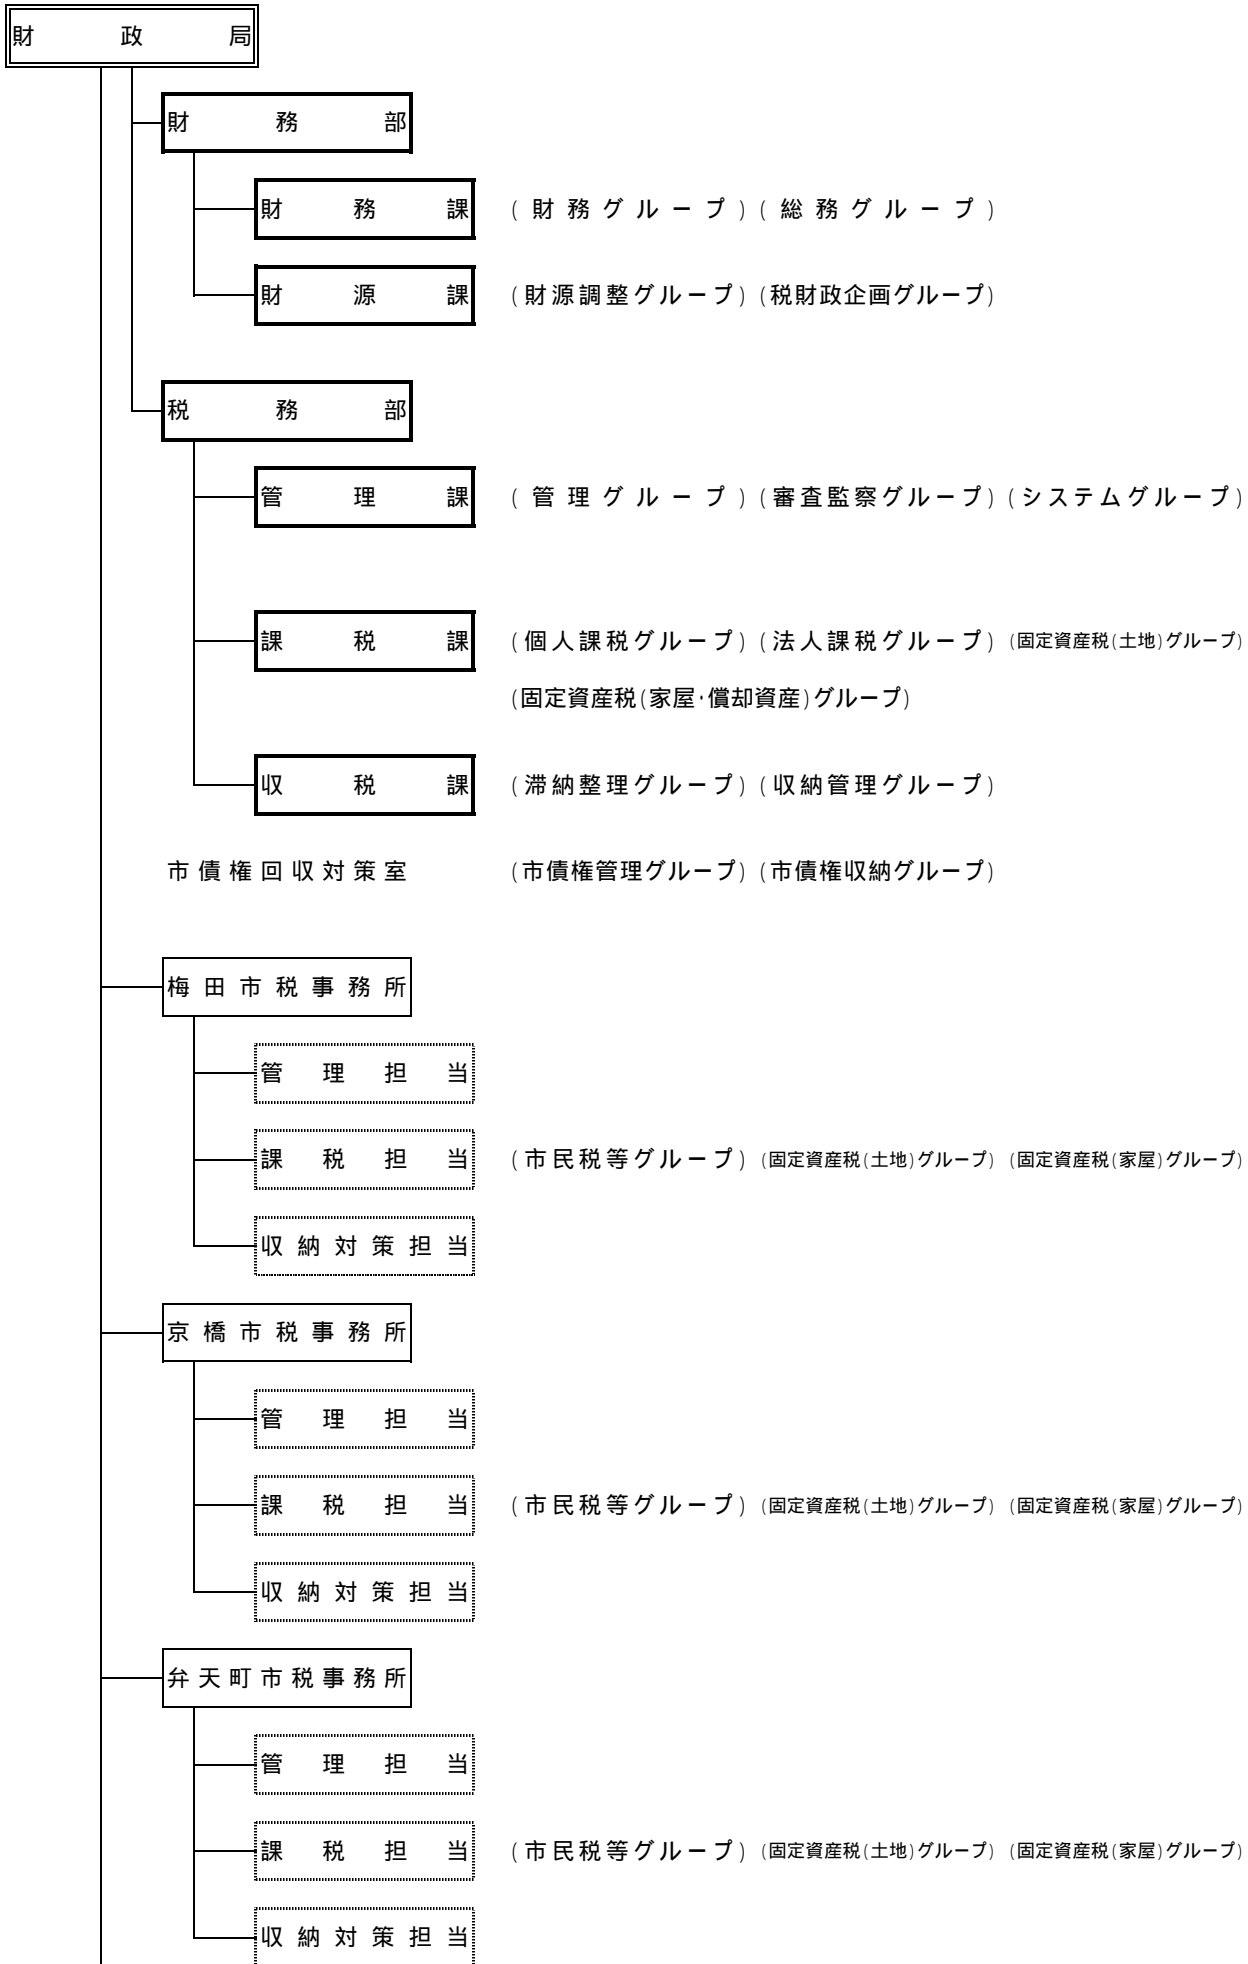 財政局
財務部
財務課 (財務グループ) (総務グループ)
財源課 (財源調整グループ) (税財政企画グループ)
税務部
管理課 (管理グループ) (審査監察グループ) (システムグループ)
課税課 (個人課税グループ) (法人課税グループ) (固定資産税(土地)グループ)
(固定資産税(家屋・償却資産)グループ)
収税課 (滞納整理グループ) (収納管理グループ)
市債権回収対策室 (市債権管理グループ) (市債権収納グループ)
梅田市税事務所
管理担当
課税担当 (市民税等グループ) (固定資産税(土地)グループ) (固定資産税(家屋)グループ)
収納対策担当
京橋市税事務所
管理担当
課税担当 (市民税等グループ) (固定資産税(土地)グループ) (固定資産税(家屋)グループ)
収納対策担当
弁天町市税事務所
管理担当
課税担当 (市民税等グループ) (固定資産税(土地)グループ) (固定資産税(家屋)グループ)
収納対策担当